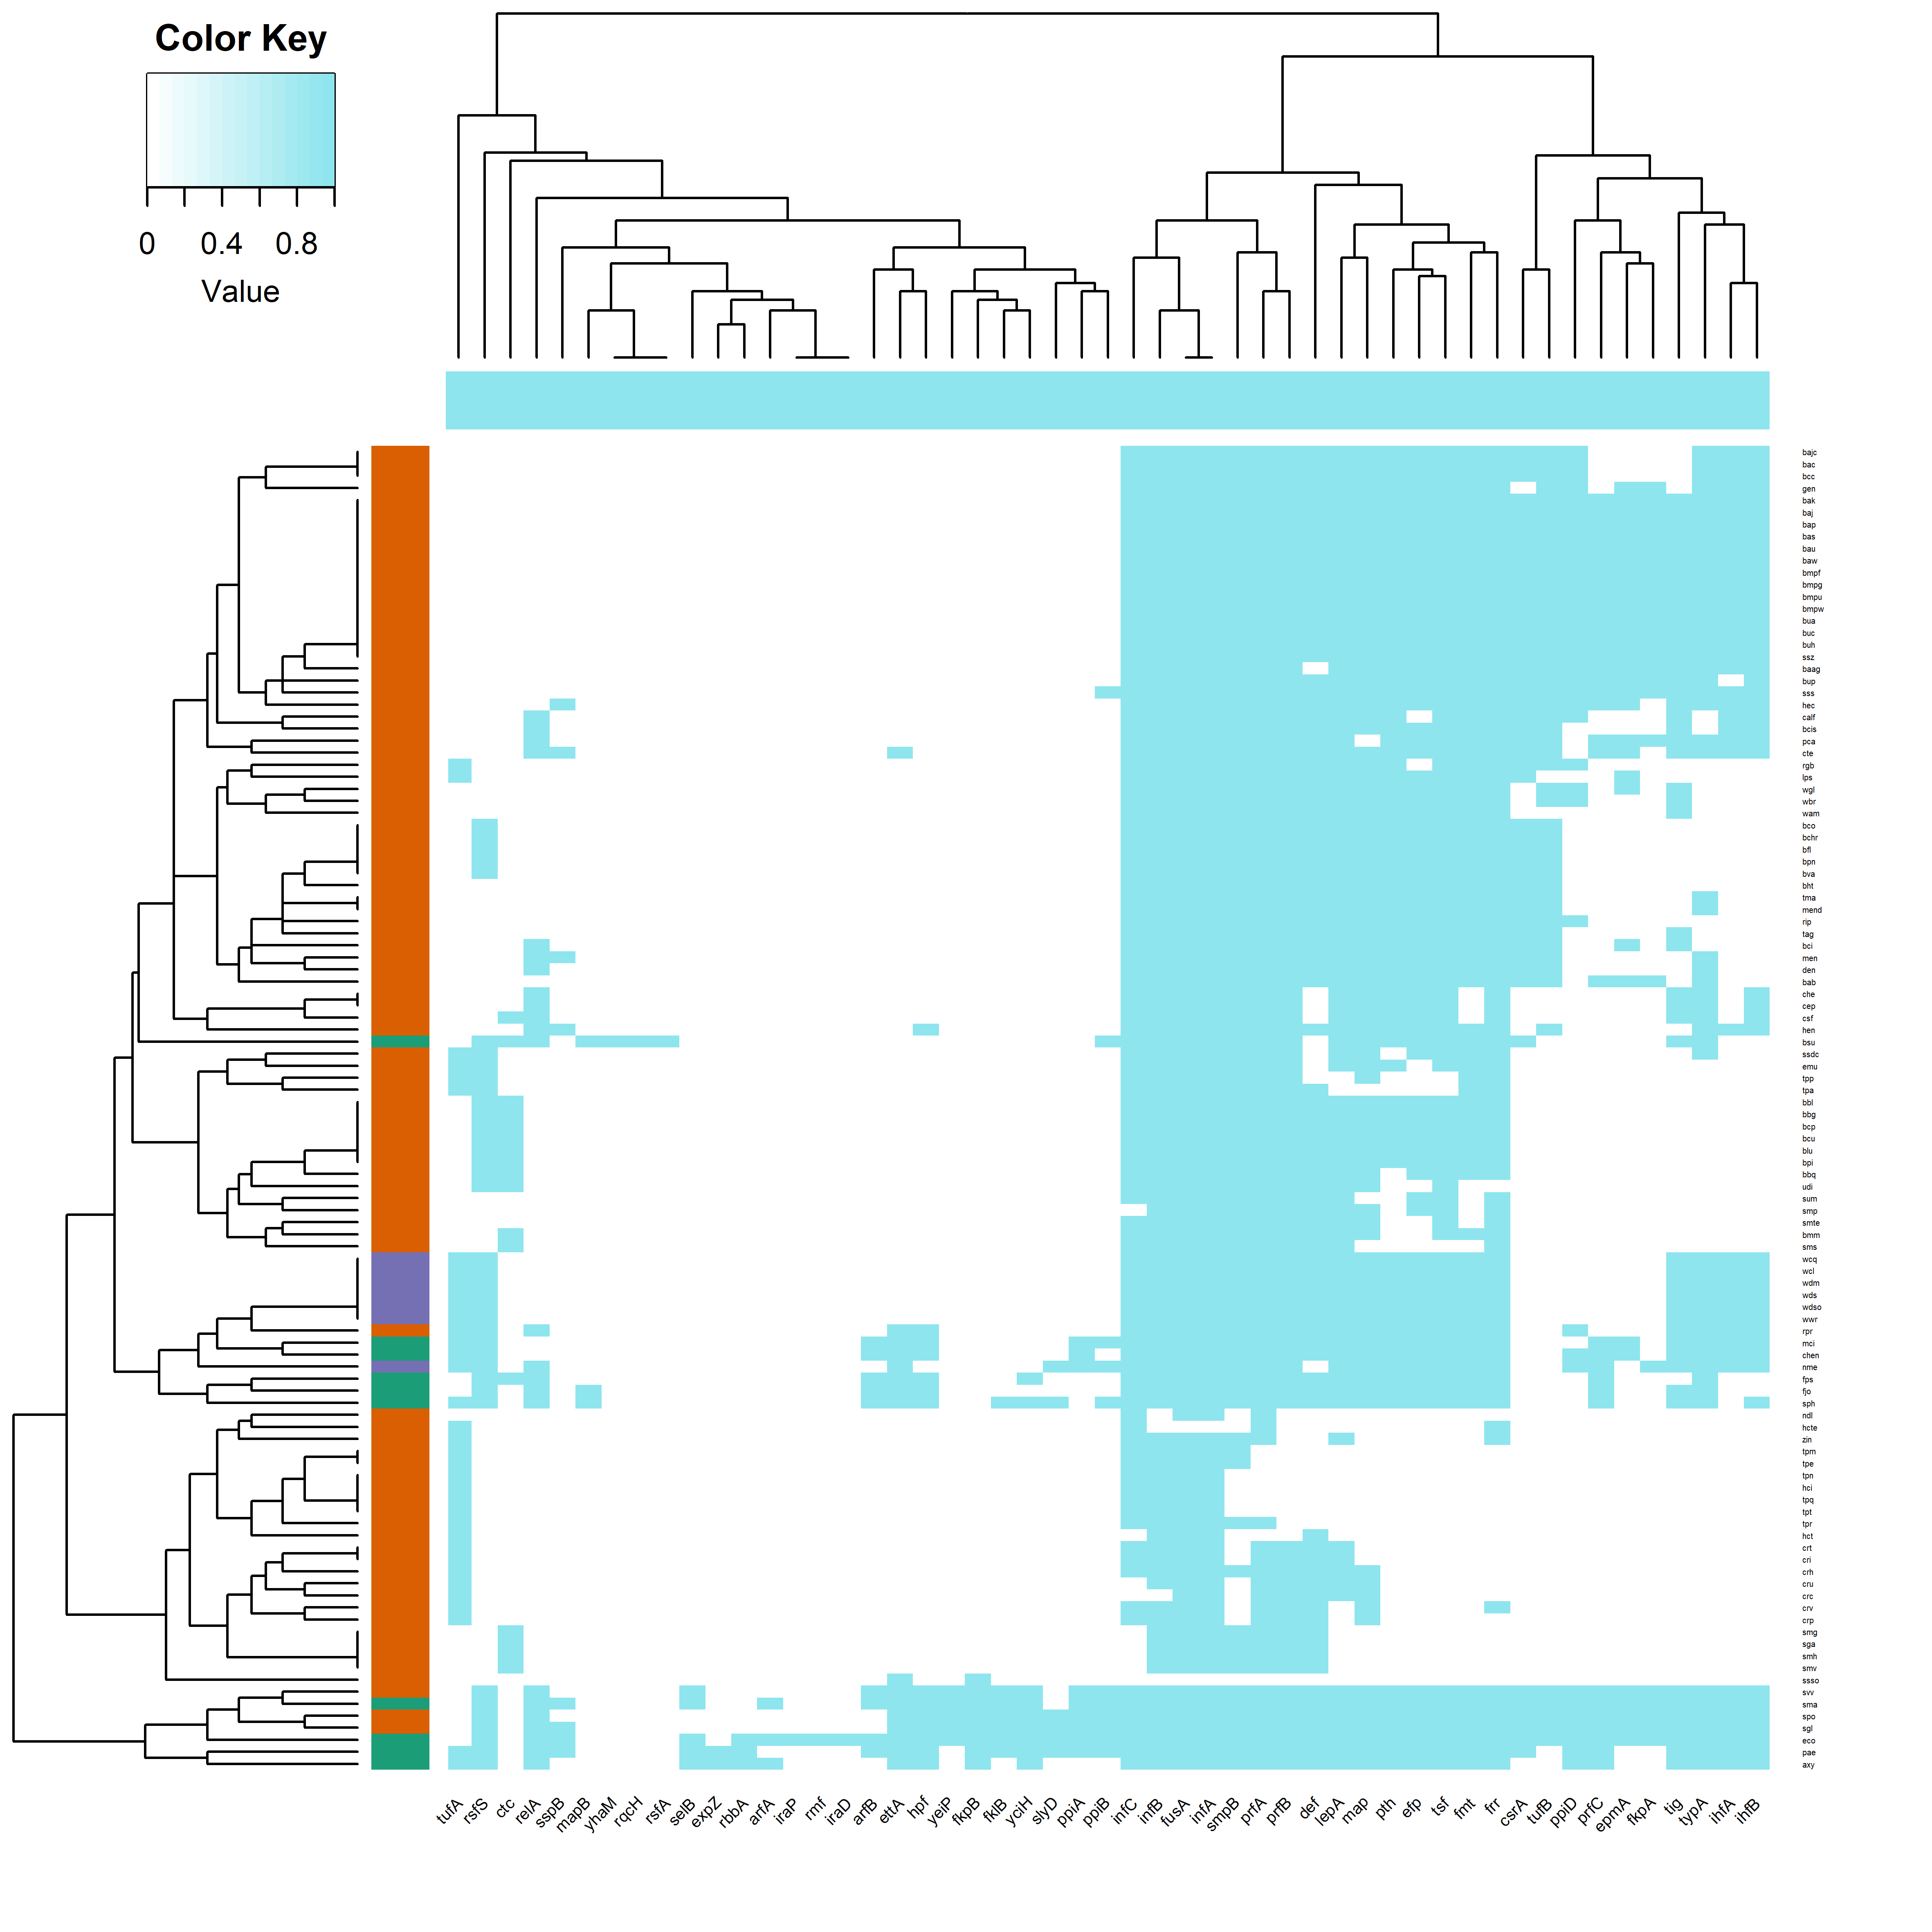 Color Key
0 0.4 0.8
Value
bajc
bac
bcc
gen
bak
baj
bap
bas
bau
baw
bmpf
bmpg
bmpu
bmpw
bua
buc
buh
ssz
baag
bup
sss
hec
calf
bcis
pca
cte
rgb
lps
wgl
wbr
wam
bco
bchr
bfl
bpn
bva
bht
tma
mend
rip
tag
bci
men
den
bab
che
cep
csf
hen
bsu
ssdc
emu
tpp
tpa
bbl
bbg
bcp
bcu
blu
bpi
bbq
udi
sum
smp
smte
bmm
sms
wcq
wcl
wdm
wds
wdso
wwr
rpr
mci
chen
nme
fps
fjo
sph
ndl
hcte
zin
tpm
tpe
tpn
hci
tpq
tpt
tpr
hct
crt
cri
crh
cru
crc
crv
crp
smg
sga
smh
smv
ssso
svv
sma
spo
sgl
eco
pae
axy
tufA rsfS ctc relA sspB mapB yhaM rqcH rsfA selB expZ rbbA arfA iraP rmf iraD arfB ettA hpf yeiP fkpB fklB yciH slyD ppiA ppiB infC infB fusA infA smpB prfA prfB def lepA map pth efp tsf fmt frr csrA tufB ppiD prfC epmA fkpA tig typA ihfA ihfB